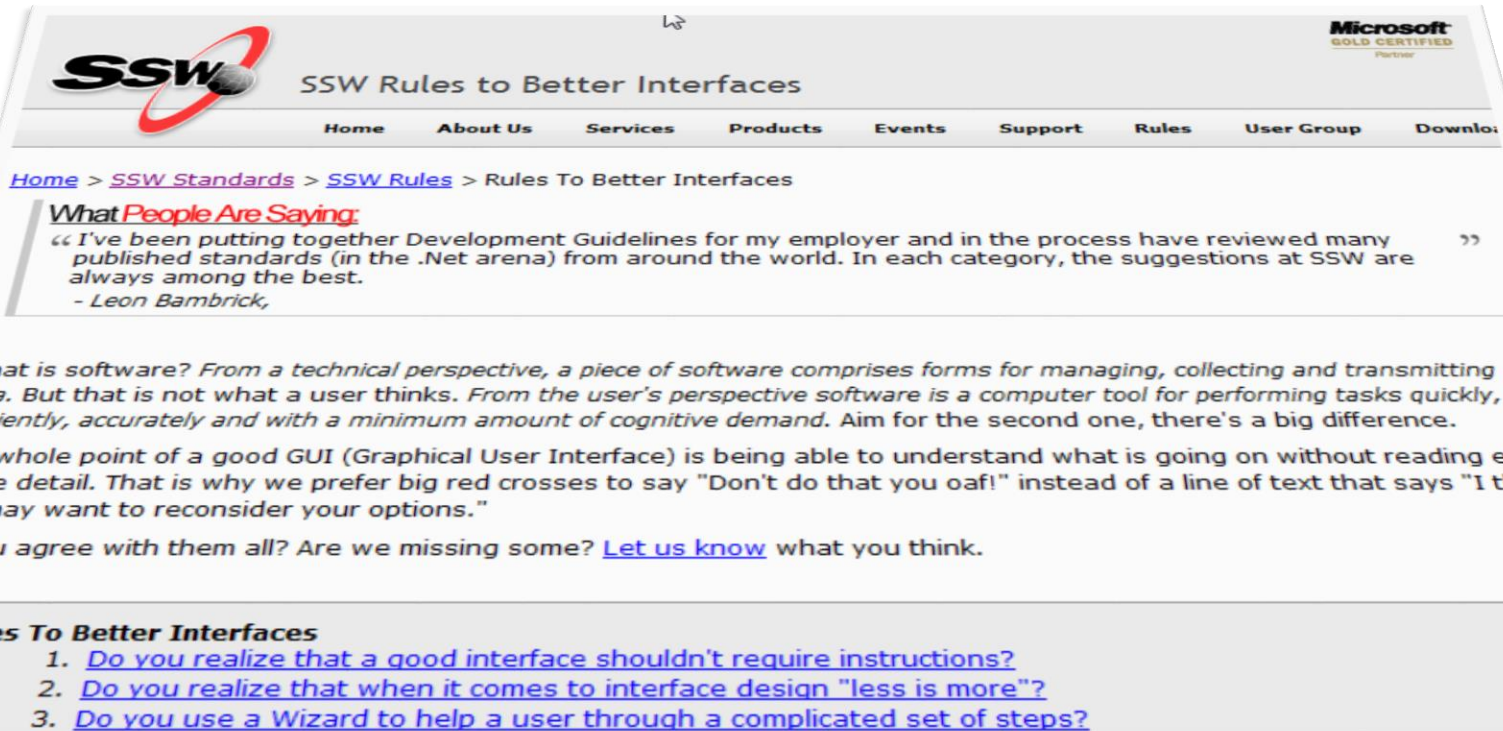 SSW
Microsoft
GOLD CERTIFIED
Partner
SSW Rules to Better Interfaces
Home About Us Services Products Events Support Rules User Group
Home > SSW Standards > SSW Rules > Rules To Better Interfaces
What People Are Saying:
“ I've been putting together Development Guidelines for my employer and in the process have reviewed many ”
published standards (in the .Net arena) from around the world. In each category, the suggestions at SSW are
always among the best.
- Leon Bambrick,
is software? From a technical perspective, a piece of software comprises forms for managing, collecting and transmitting
But that is not what a user thinks. From the user's perspective software is a computer tool for performing tasks quickly,
accurately and with a minimum amount of cognitive demand. Aim for the second one, there's a big difference.
whole point of a good GUI (Graphical User Interface) is being able to understand what is going on without reading
detail. That is why we prefer big red crosses to say "Don't do that you oaf!" instead of a line of text that says "I
want to reconsider your options."
agree with them all? Are we missing some? Let us know what you think.
To Better Interfaces
1. Do you realize that a good interface shouldn't require instructions?
2. Do you realize that when it comes to interface design "less is more"?
3. Do you use a Wizard to help a user through a complicated set of steps?